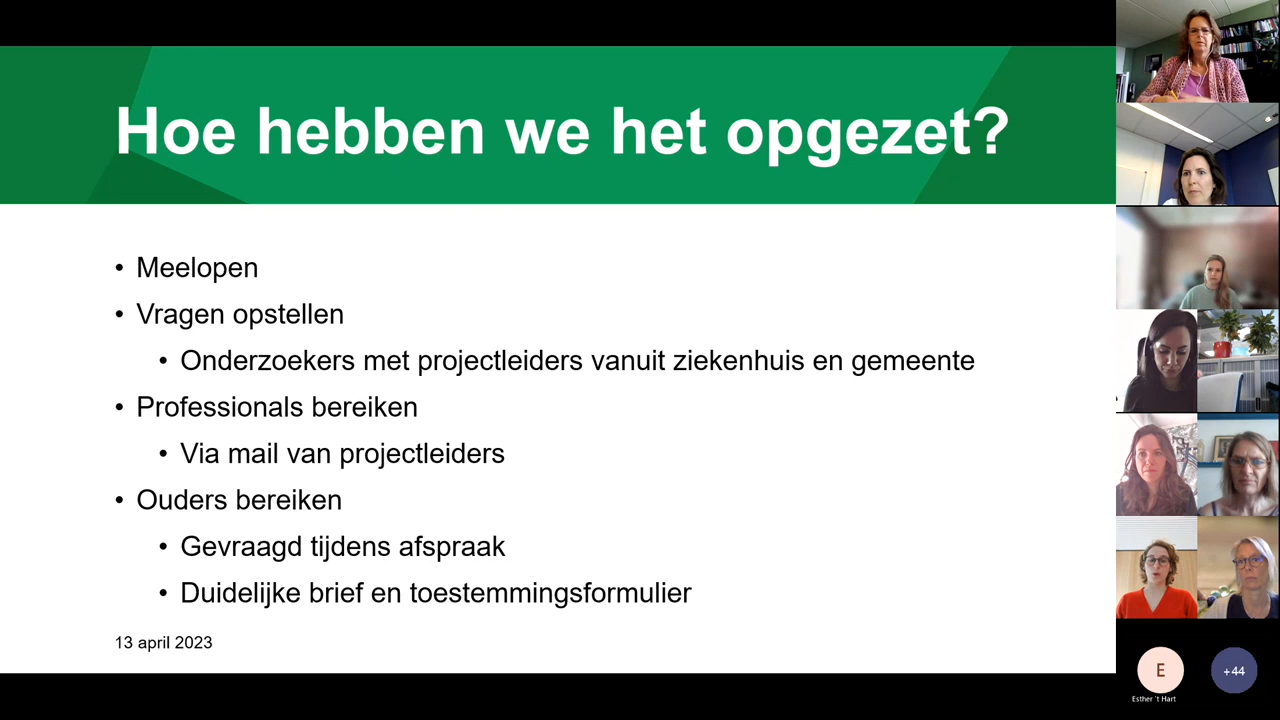 Hoe hebben we het opgezet?
• Meelopen
• Vragen opstellen
• Onderzoekers met projectleiders vanuit ziekenhuis en gemeente
• Professionals bereiken
• Via mail van projectleiders
• Ouders bereiken
• Gevraagd tijdens afspraak
• Duidelijke brief en toestemmingsformulier
13 april 2023
E
+44
Esther 't Hart